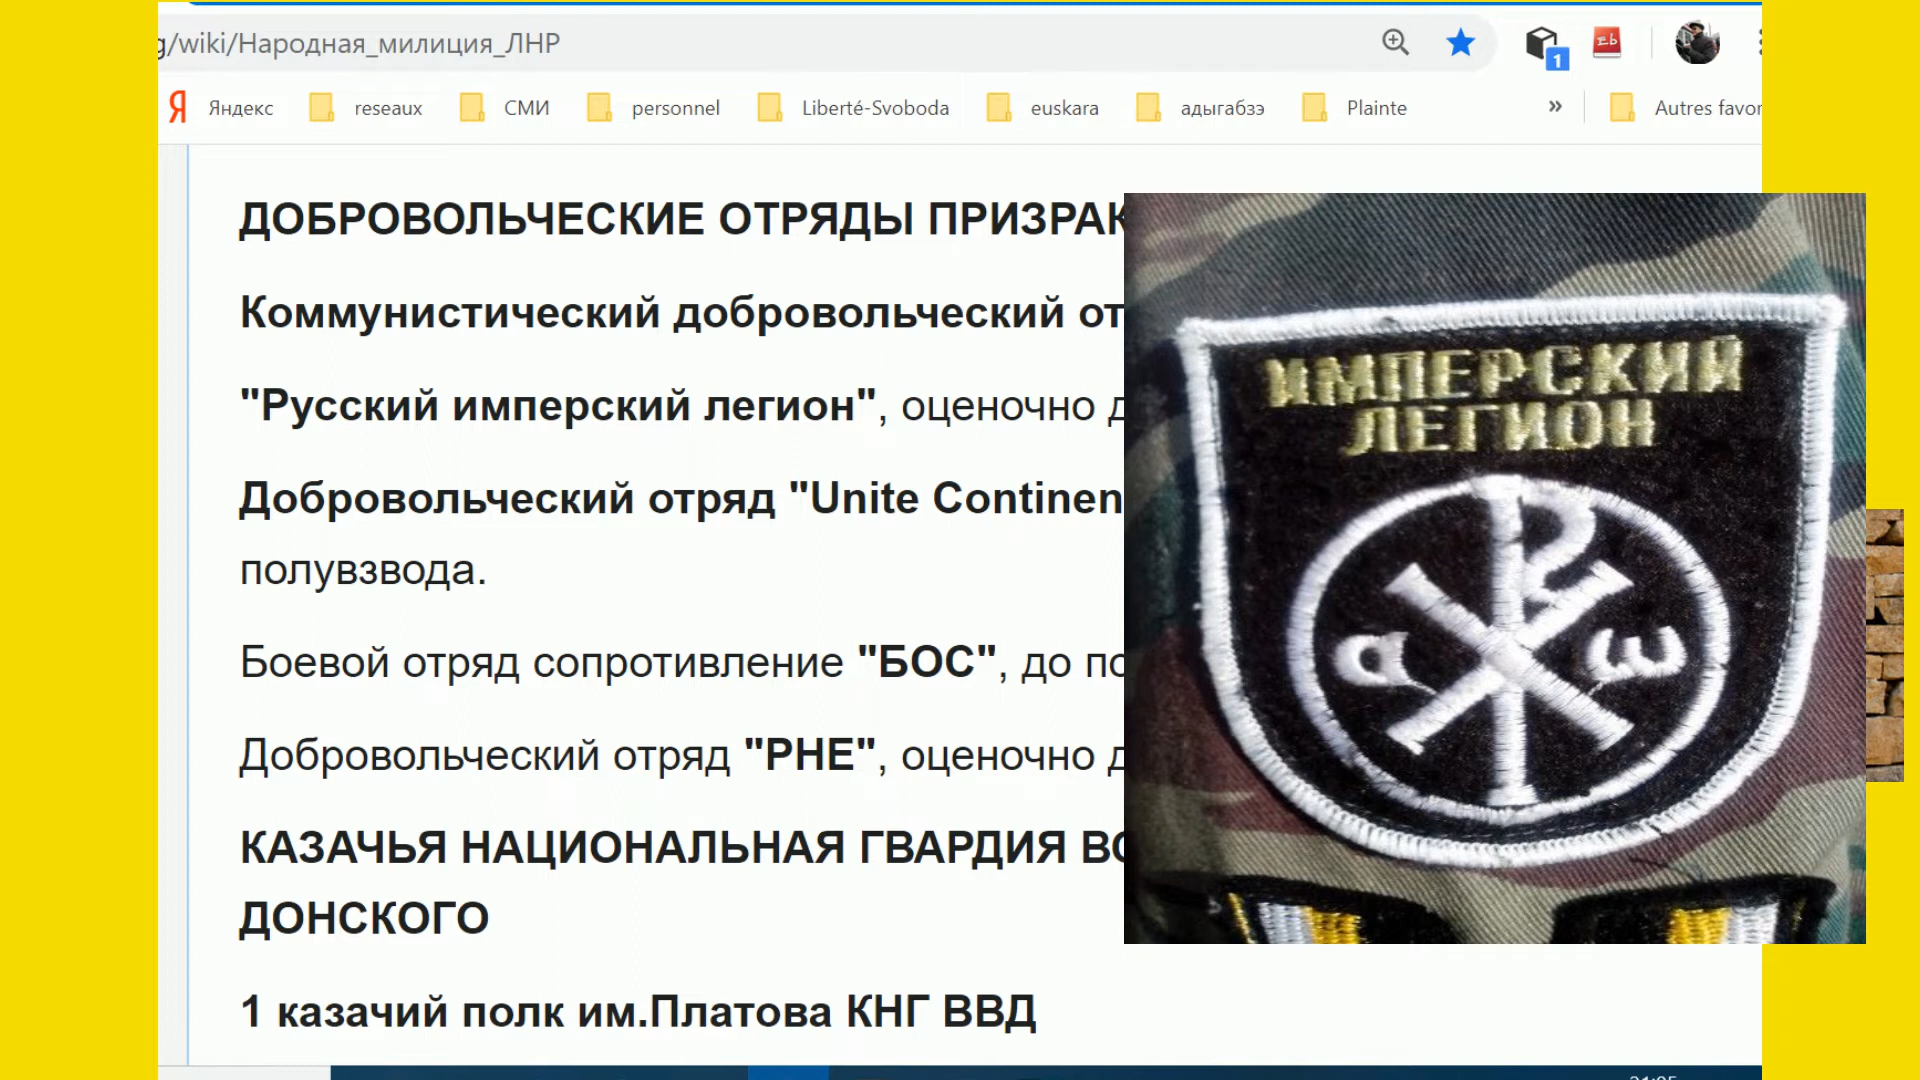 g/wiki/Народная_милиция_ЛНР
1
Яндекс
reseaux
СМИ
personnel
Liberté-Svoboda
euskara
адыгабзэ
Plainte
»
Autres favor
ДОБРОВОЛЬЧЕСКИЕ ОТРЯДЫ ПРИЗРАК
Коммунистический добровольческий от
"Русский имперский легион", оценочно д
Добровольческий отряд "Unite Continen
полувзвода.
Боевой отряд сопротивление "БОС", до по
Добровольческий отряд "РНЕ", оценочно д
КАЗАЧЬЯ НАЦИОНАЛЬНАЯ ГВАРДИЯ ВС
ДОНСКОГО
1 казачий полк им.Платова КНГ ВВД
ИМПЕРСКИЙ
ЛЕГИОН